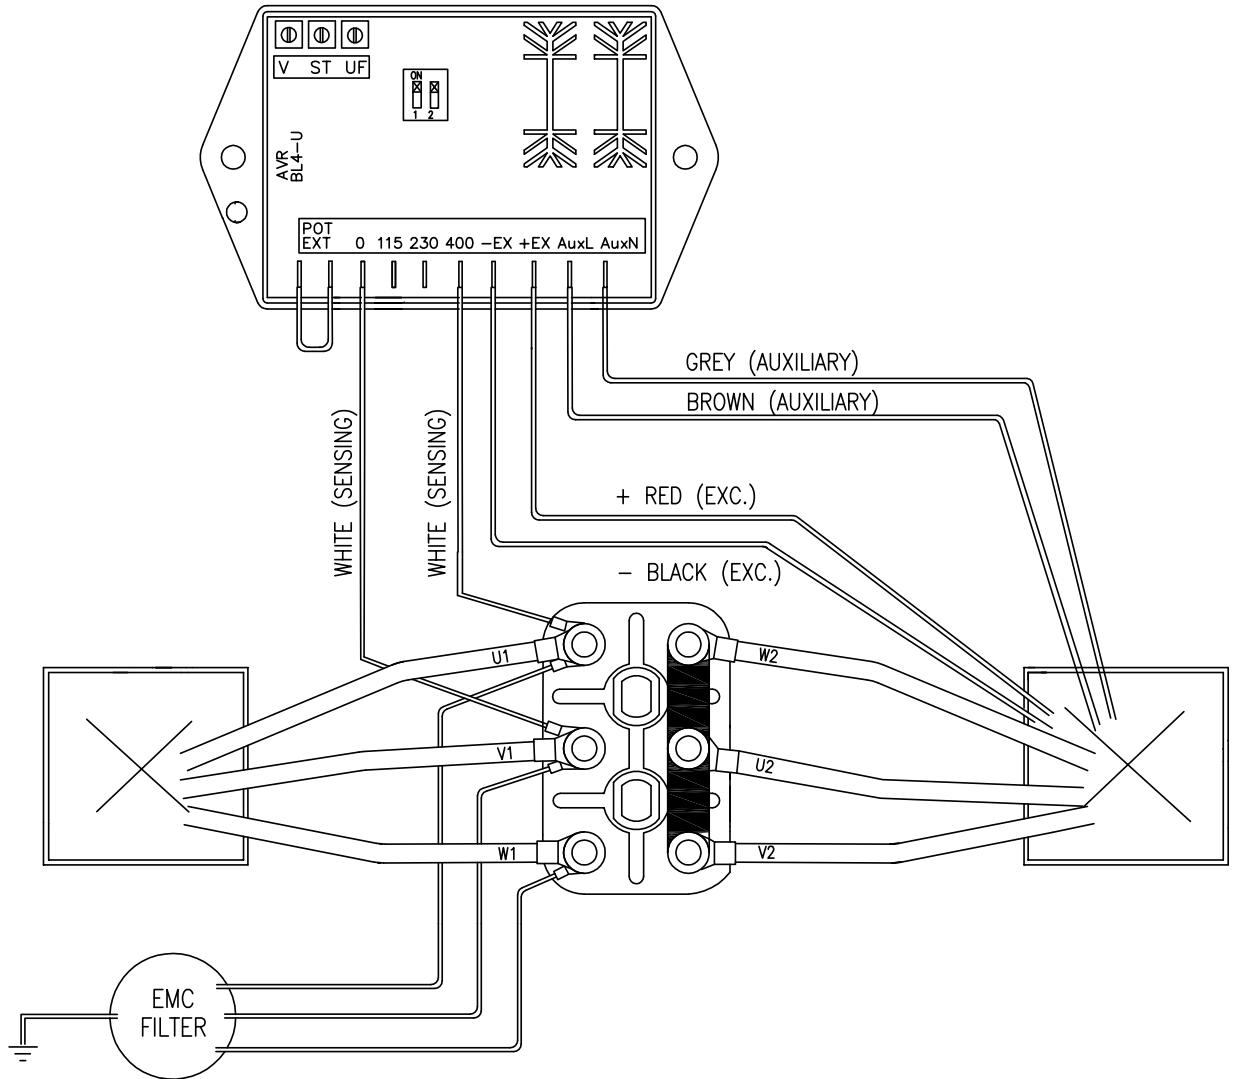 V ST UF
ON
1 2
AVR
BL4-U
POT
EXT 0 115 230 400 -EX +EX AuxL AuxN
GREY (AUXILIARY)
BROWN (AUXILIARY)
WHITE (SENSING)
WHITE (SENSING)
+ RED (EXC.)
- BLACK (EXC.)
U1
W2
V1
U2
W1
V2
EMC
FILTER